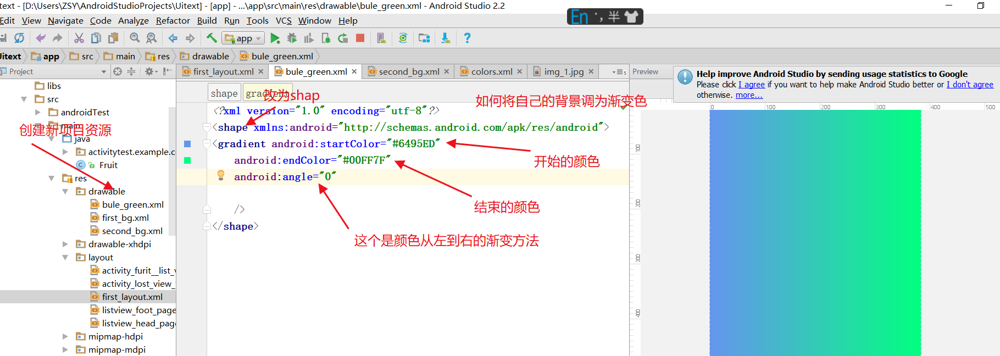 text - [D:\Users\ZSY\AndroidStudioProjects\Uitext] - [app] - ...\app\src\main\res\drawable\bule_green.xml - Android Studio 2.2
En ·, 半
Edit View Navigate Code Analyze Refactor Build Run Tools VCS Window Help
app
Uitext app src main res drawable bule_green.xml
Project
first_layout.xml × bule_green.xml × second_bg.xml × colors.xml × img_1.jpg × 5 Preview
Help improve Android Studio by sending usage statistics to Google
Please click I agree if you want to help make Android Studio better or I don't agree
otherwise. more...
libs
src
androidTest
main
java
activitytest.example.c
Fruit
res
drawable
bule_green.xml
first_bg.xml
second_bg.xml
drawable-xhdpi
layout
activity_furit__list_v
activity_lost_view_
first_layout.xml
listview_foot_page
listview_head_pag
mipmap-hdpi
mipmap-mdpi
创建新项目资源
shape gradient
改为shap
如何将自己的背景调为渐变色
<?xml version="1.0" encoding="utf-8"?>
<shape xmlns:android="http://schemas.android.com/apk/res/android">
<gradient android:startColor="#6495ED"
android:endColor="#00FF7F"
android:angle="0"
/>
</shape>
开始的颜色
结束的颜色
这个是颜色从左到右的渐变方法
0 100 200 300 400 500
100
200
300
400